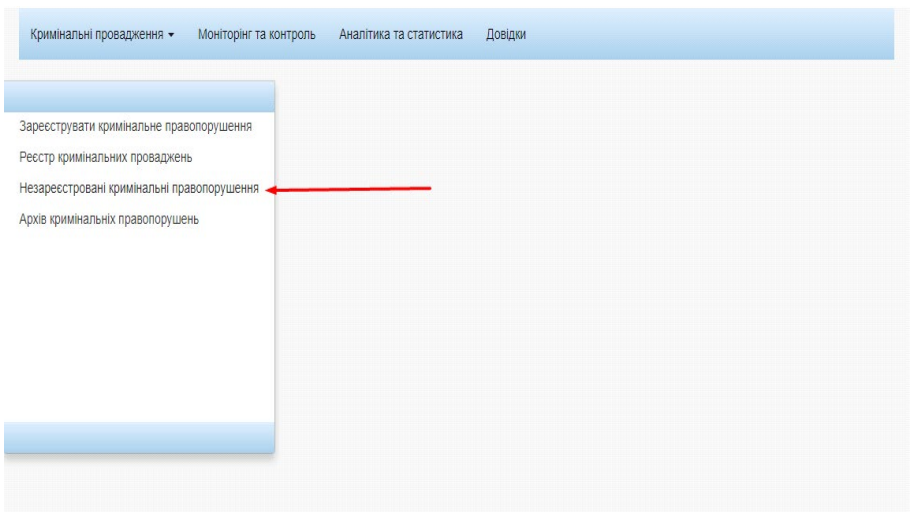 Кримінальні провадження Моніторінг та контроль Аналітика та статистика Довідки
Зареєструвати кримінальне правопорушення
Реєстр кримінальних проваджень
Незареєстровані кримінальні правопорушення
Архів кримінальніх правопорушень